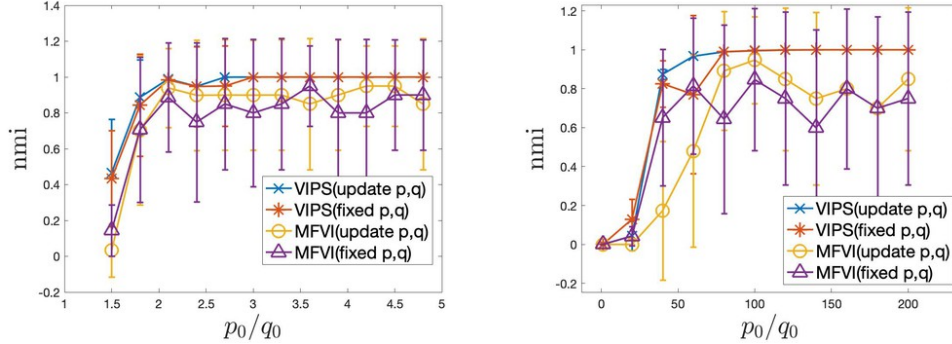 nmi
1.2
1
0.8
0.6
0.4
0.2
0
-0.2
1
1.5
2
2.5
3
3.5
4
4.5
5
p₀/q₀
VIPS(update p,q)
VIPS(fixed p,q)
MFVI(update p,q)
MFVI(fixed p,q)
nmi
1.2
1
0.8
0.6
0.4
0.2
0
-0.2
0
50
100
150
200
p₀/q₀
VIPS(update p,q)
VIPS(fixed p,q)
MFVI(update p,q)
MFVI(fixed p,q)